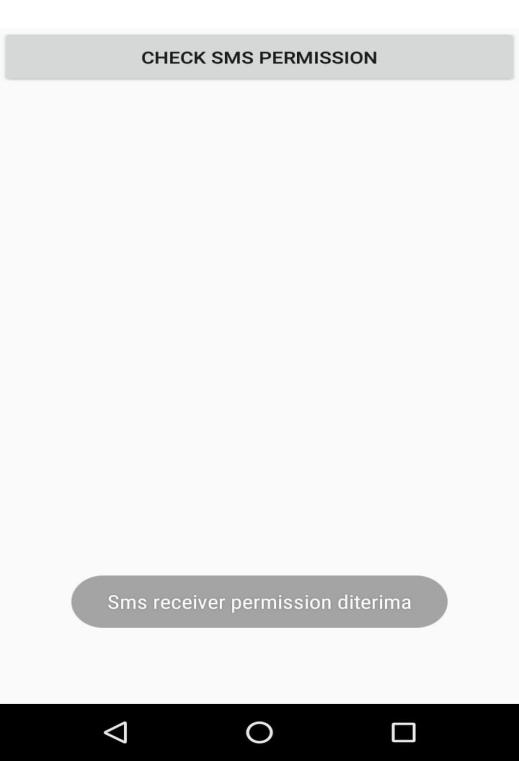 CHECK SMS PERMISSION
Sms receiver permission diterima